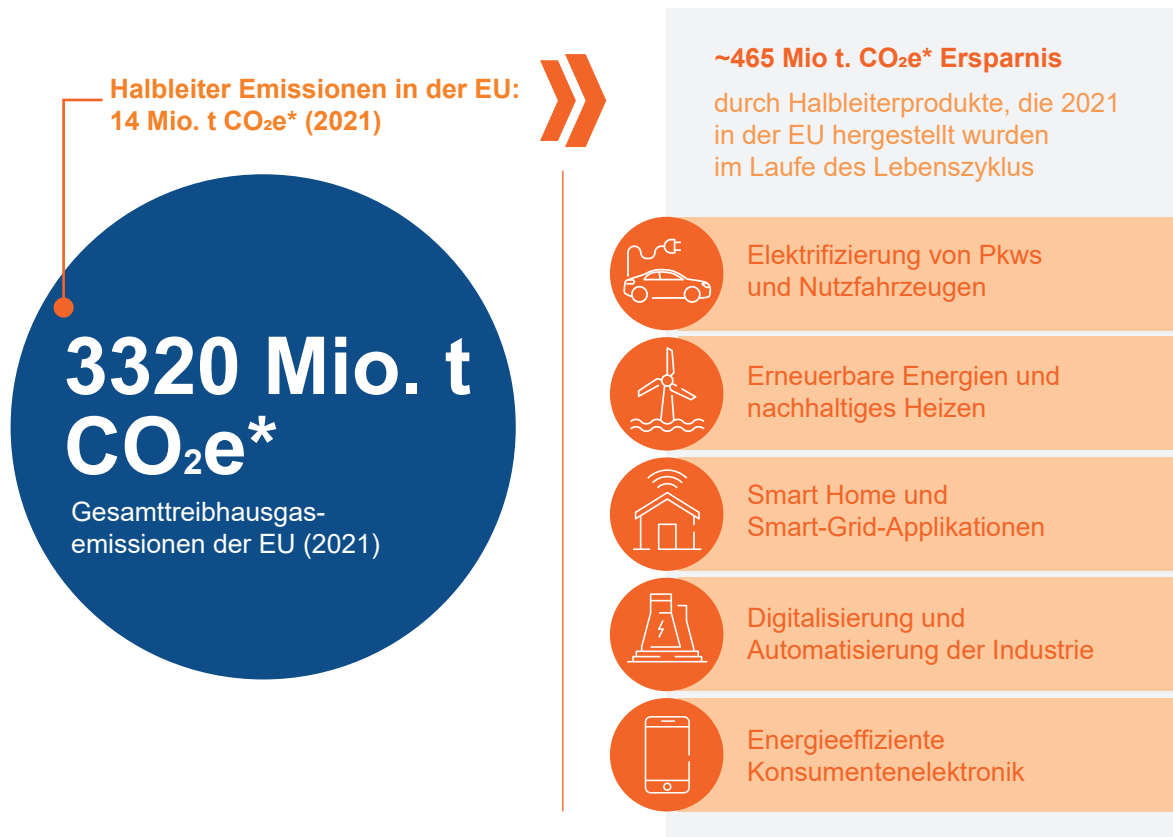 Halbleiter Emissionen in der EU:
14 Mio. t CO₂e* (2021)
3320 Mio. t
CO₂e*
Gesamttreibhausgas-
emissionen der EU (2021)
~465 Mio t. CO₂e* Ersparnis
durch Halbleiterprodukte, die 2021
in der EU hergestellt wurden
im Laufe des Lebenszyklus
Elektrifizierung von Pkws
und Nutzfahrzeugen
Erneuerbare Energien und
nachhaltiges Heizen
Smart Home und
Smart-Grid-Applikationen
Digitalisierung und
Automatisierung der Industrie
Energieeffiziente
Konsumentenelektronik